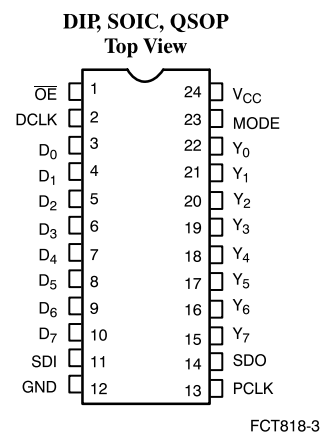 DIP, SOIC, QSOP
Top View
OE 1 24 VCC
DCLK 2 23 MODE
D0 3 22 Y0
D1 4 21 Y1
D2 5 20 Y2
D3 6 19 Y3
D4 7 18 Y4
D5 8 17 Y5
D6 9 16 Y6
D7 10 15 Y7
SDI 11 14 SDO
GND 12 13 PCLK
FCT818-3